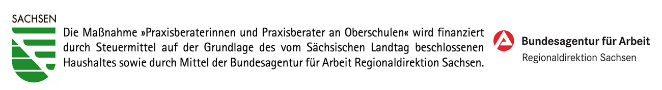 SACHSEN
Die Maßnahme »Praxisberaterinnen und Praxisberater an Oberschulen« wird finanziert
durch Steuermittel auf der Grundlage des vom Sächsischen Landtag beschlossenen
Haushaltes sowie durch Mittel der Bundesagentur für Arbeit Regionaldirektion Sachsen.
Bundesagentur für Arbeit
Regionaldirektion Sachsen